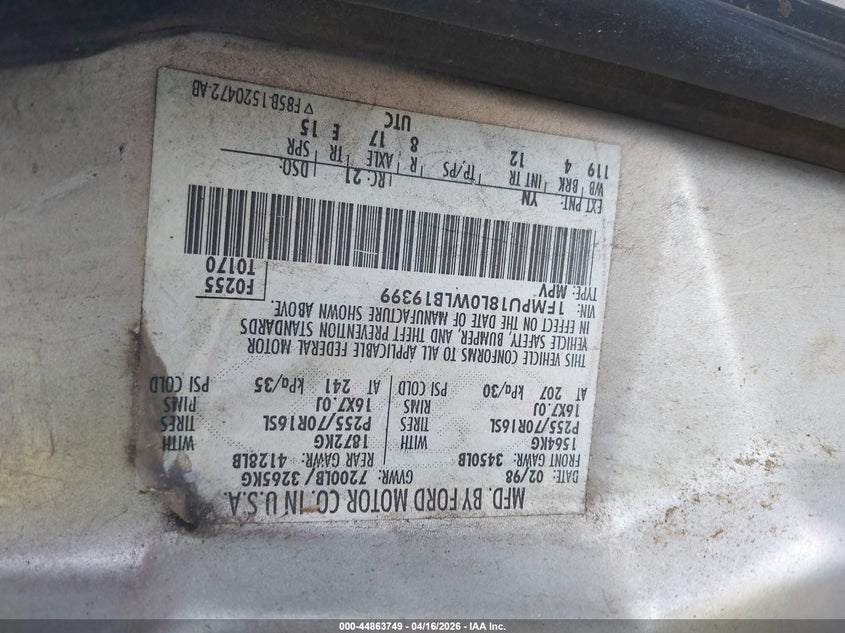 MFD. BY FORD MOTOR CO. IN U.S.A.
DATE: 02/98 GVWR: 7200LB/ 3265KG
FRONT GAWR: 3450LB REAR GAWR: 4128LB
1564KG WITH 1872KG WITH
P255/70R16SL TIRES P255/70R16SL TIRES
16X7.0J RIMS 16X7.0J RIMS
AT 207 kPa/30 PSI COLD AT 241 kPa/35 PSI COLD
THIS VEHICLE CONFORMS TO ALL APPLICABLE FEDERAL MOTOR
VEHICLE SAFETY, BUMPER, AND THEFT PREVENTION STANDARDS
IN EFFECT ON THE DATE OF MANUFACTURE SHOWN ABOVE.
VIN: 1FMPU18L0WLB19399 F0255
TYPE: MPV T0170
EXT PNT: YN RC: 21 DSO:
WB BRK INT TR TP/PS R AXLE TR SPR
119 4 12 8 17 E 15
UTC
▽ F85B-1520472-AB
000-44863749 - 04/16/2026 - IAA Inc.